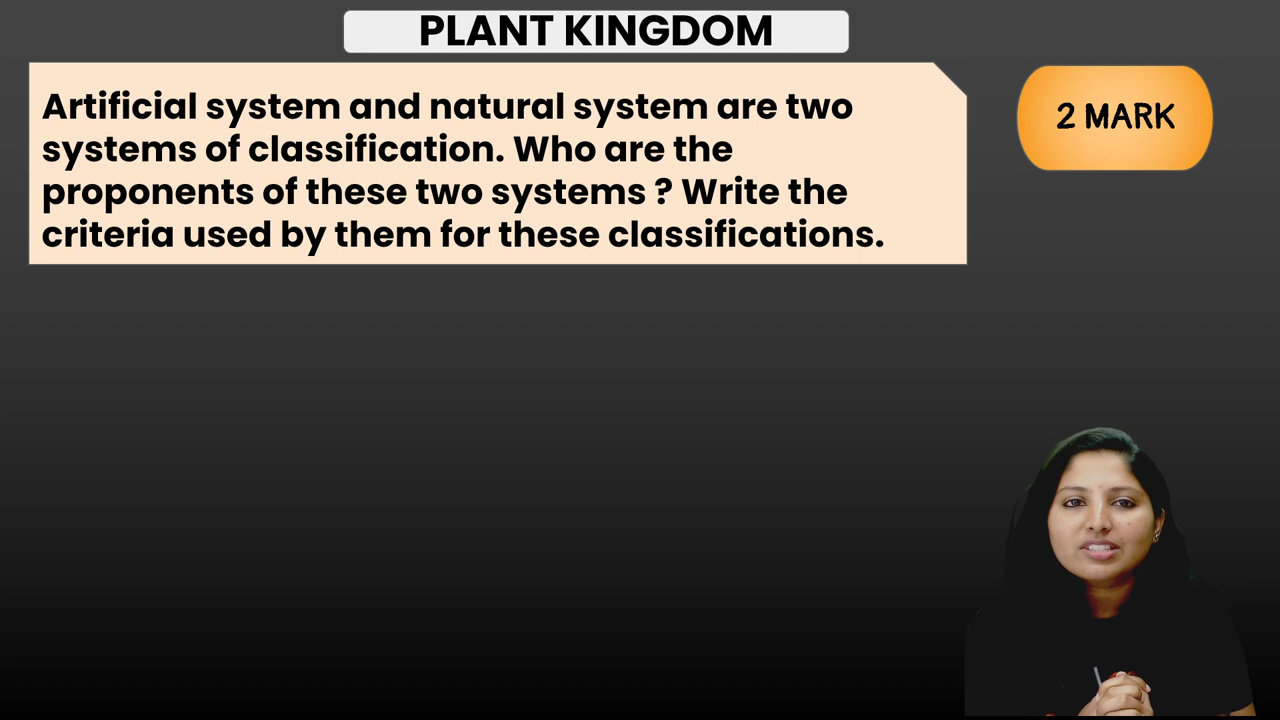 PLANT KINGDOM
Artificial system and natural system are two
systems of classification. Who are the
proponents of these two systems ? Write the
criteria used by them for these classifications.
2 MARK